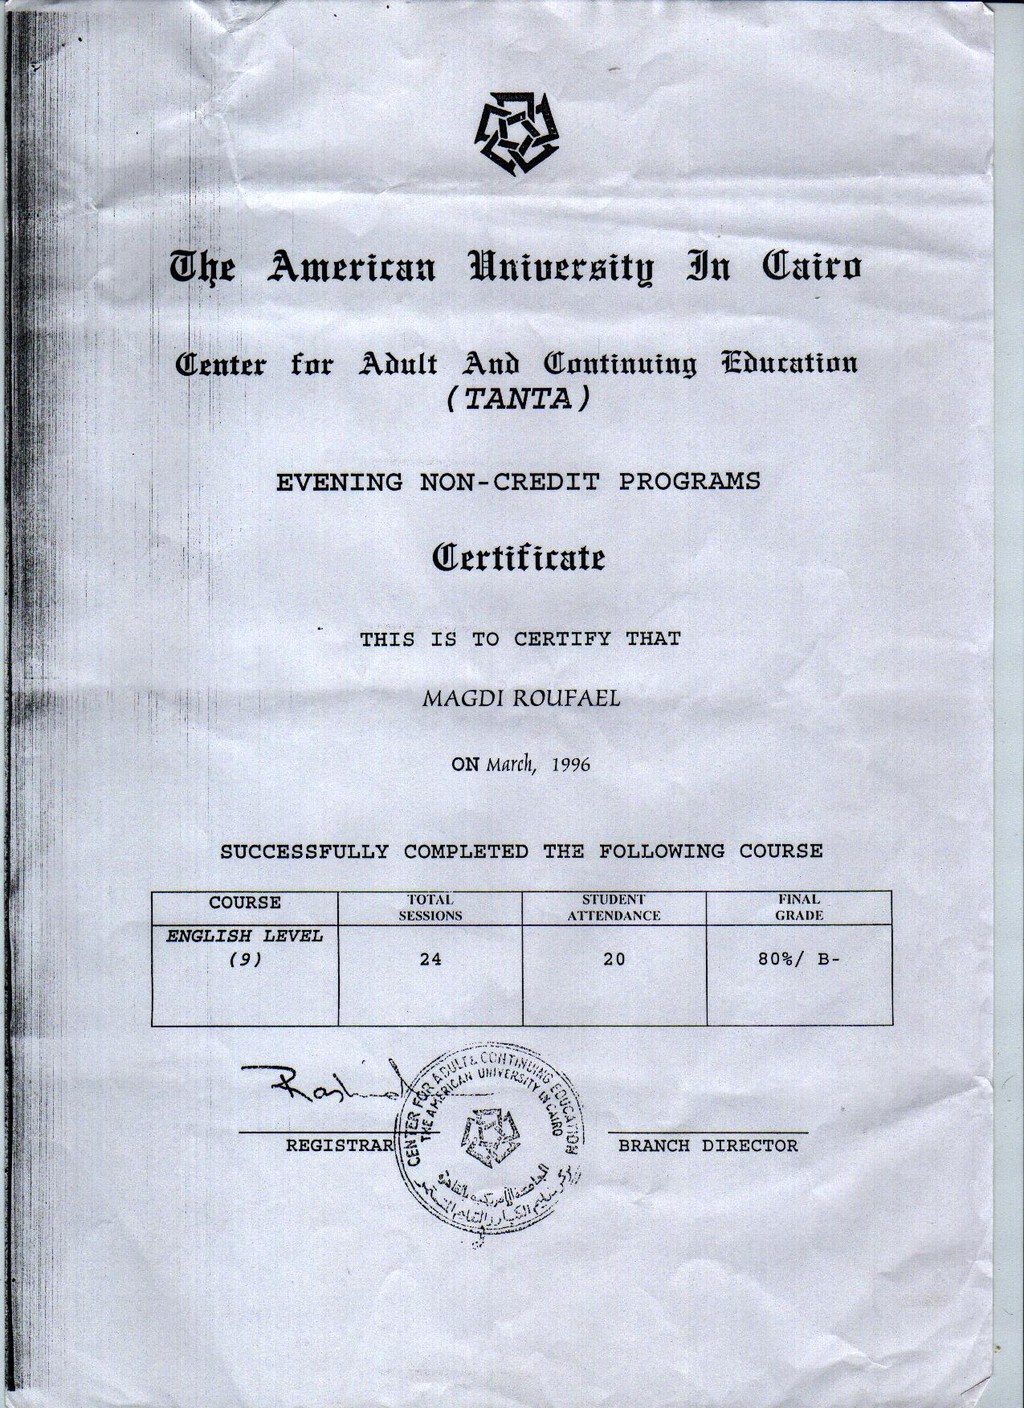 The American University In Cairo
Center for Adult And Continuing Education
(TANTA)
EVENING NON-CREDIT PROGRAMS
Certificate
THIS IS TO CERTIFY THAT
MAGDI ROUFAEL
ON March, 1996
SUCCESSFULLY COMPLETED THE FOLLOWING COURSE
COURSE TOTAL SESSIONS STUDENT ATTENDANCE FINAL GRADE
ENGLISH LEVEL (9) 24 20 80%/ B-
CENTER FOR ADULT & CONTINUING EDUCATION
THE AMERICAN UNIVERSITY IN CAIRO
الجامعة الأمريكية بالقاهرة
REGISTRAR
BRANCH DIRECTOR